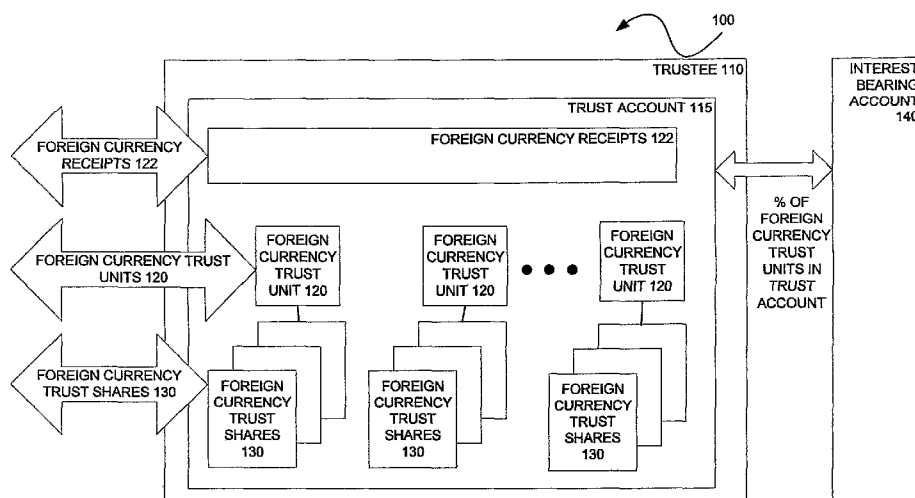 100
TRUSTEE 110
INTEREST
BEARING
ACCOUNT
140
TRUST ACCOUNT 115
FOREIGN CURRENCY
RECEIPTS 122
FOREIGN CURRENCY RECEIPTS 122
% OF
FOREIGN
CURRENCY
TRUST
UNITS IN
TRUST
ACCOUNT
FOREIGN CURRENCY TRUST
UNITS 120
FOREIGN
CURRENCY
TRUST
UNIT 120
FOREIGN
CURRENCY
TRUST
UNIT 120
FOREIGN
CURRENCY
TRUST
UNIT 120
FOREIGN CURRENCY
TRUST SHARES 130
FOREIGN
CURRENCY
TRUST
SHARES
130
FOREIGN
CURRENCY
TRUST
SHARES
130
FOREIGN
CURRENCY
TRUST
SHARES
130